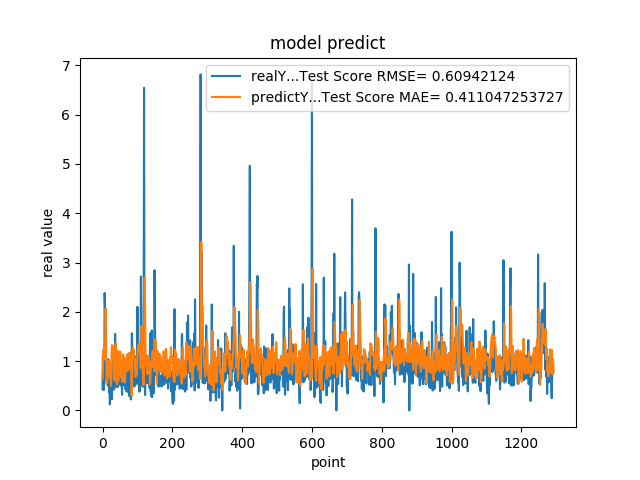 model predict
realY...Test Score RMSE= 0.60942124
predictY...Test Score MAE= 0.411047253727
7
6
5
4
3
2
1
0
real value
0 200 400 600 800 1000 1200
point